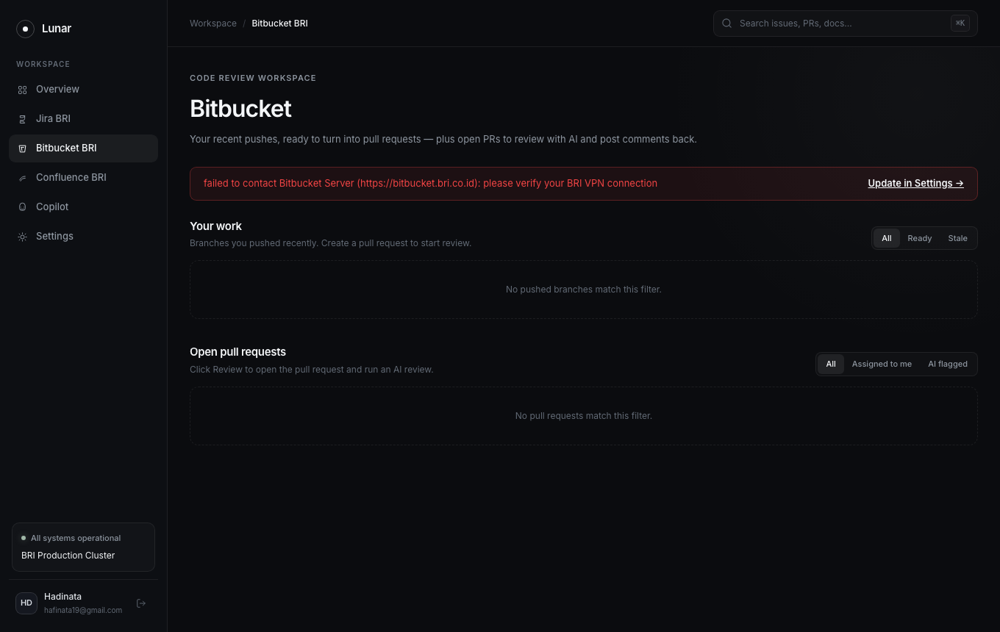 Lunar
WORKSPACE
Overview
Jira BRI
Bitbucket BRI
Confluence BRI
Copilot
Settings
All systems operational
BRI Production Cluster
HD
Hadinata
hafinata19@gmail.com
Workspace / Bitbucket BRI
Search issues, PRs, docs...
⌘K
CODE REVIEW WORKSPACE
Bitbucket
Your recent pushes, ready to turn into pull requests — plus open PRs to review with AI and post comments back.
failed to contact Bitbucket Server (https://bitbucket.bri.co.id): please verify your BRI VPN connection
Update in Settings →
Your work
Branches you pushed recently. Create a pull request to start review.
All Ready Stale
No pushed branches match this filter.
Open pull requests
Click Review to open the pull request and run an AI review.
All Assigned to me AI flagged
No pull requests match this filter.